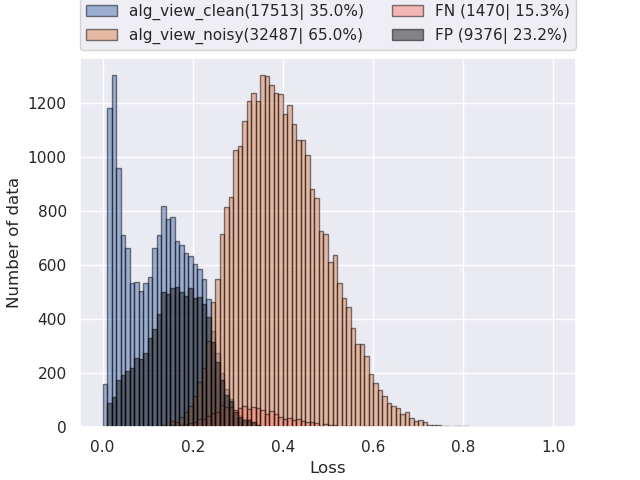 alg_view_clean(17513| 35.0%)
alg_view_noisy(32487| 65.0%)
FN (1470| 15.3%)
FP (9376| 23.2%)
Number of data
1200
1000
800
600
400
200
0
0.0 0.2 0.4 0.6 0.8 1.0
Loss